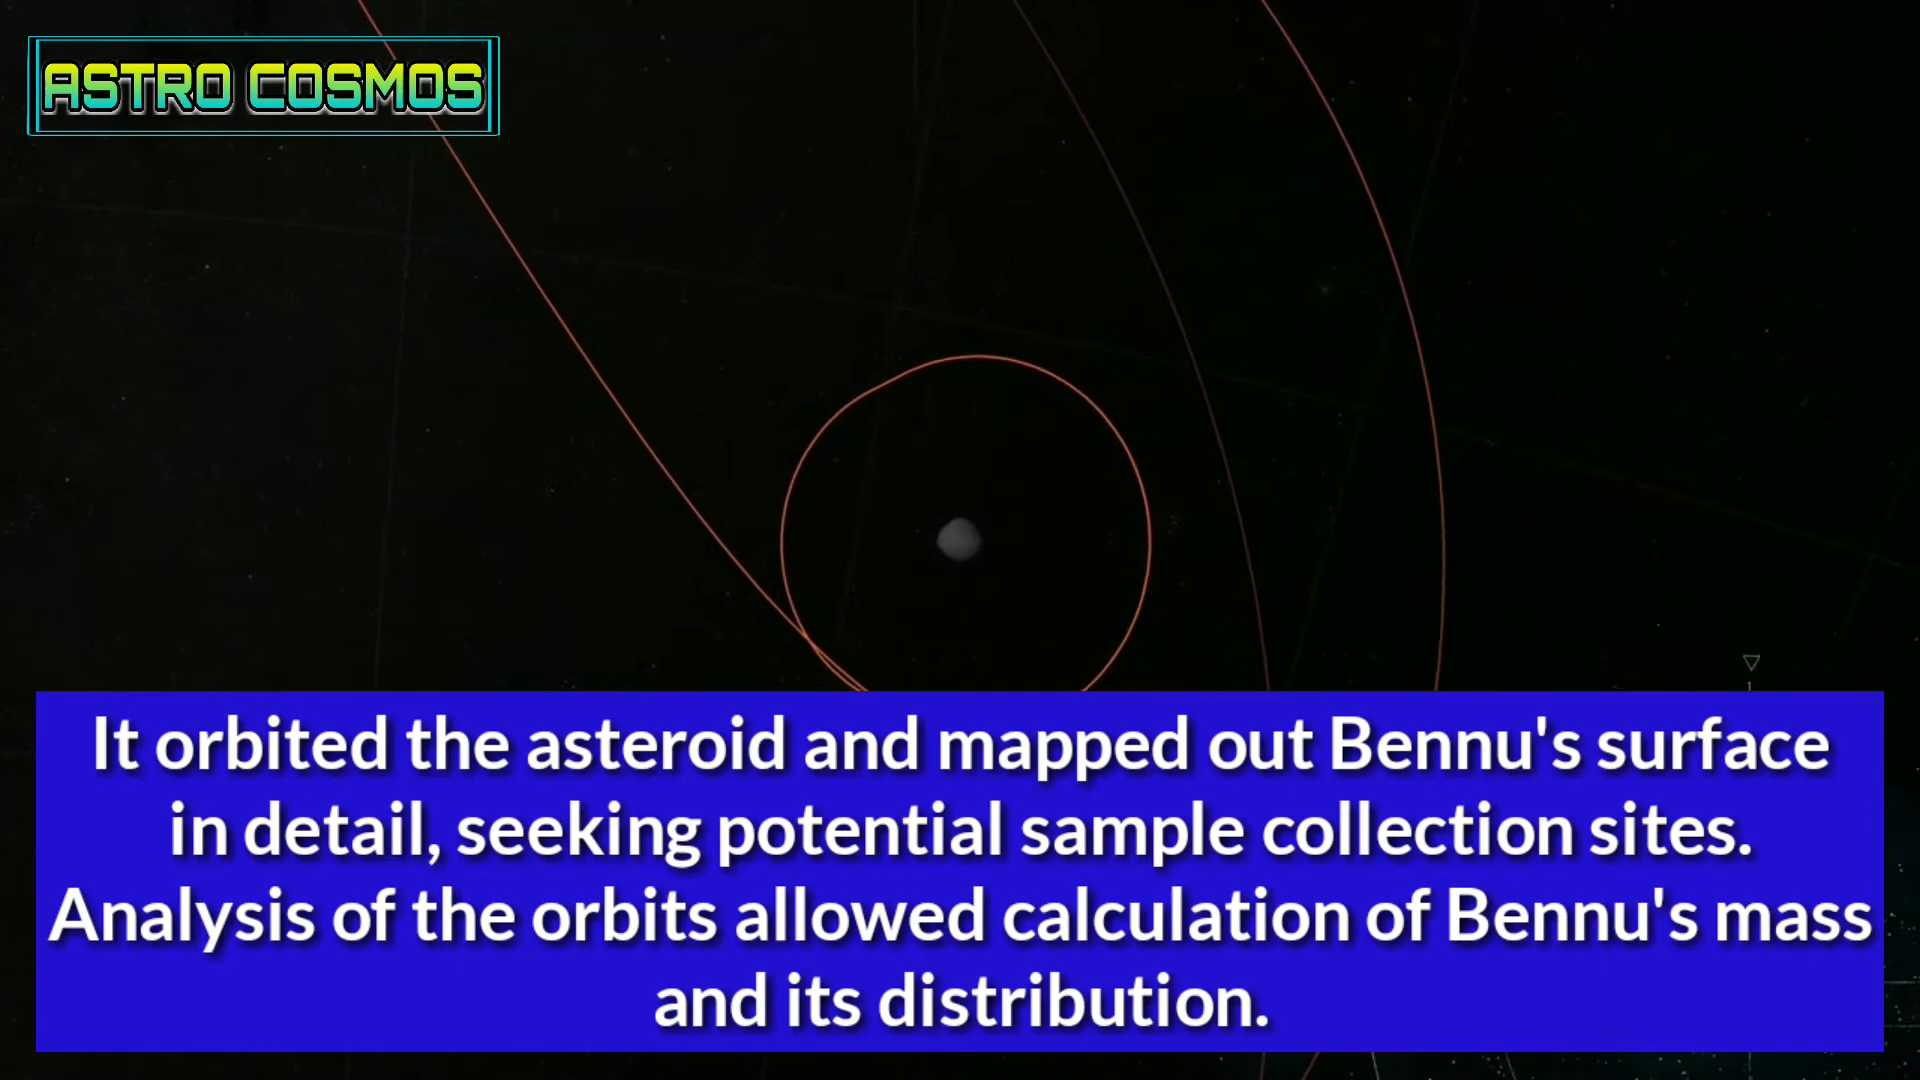 ASTRO COSMOS
It orbited the asteroid and mapped out Bennu's surface
in detail, seeking potential sample collection sites.
Analysis of the orbits allowed calculation of Bennu's mass
and its distribution.